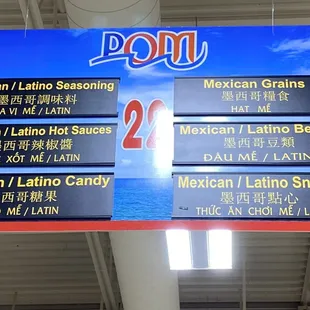 POM
22
n / Latino Seasoning
墨西哥調味料
A VỊ MỄ / LATIN
n / Latino Hot Sauces
墨西哥辣椒醬
XỐT MỄ / LATIN
n / Latino Candy
西哥糖果
MỄ / LATIN
Mexican Grains
墨西哥糧食
HẠT MỄ
Mexican / Latino Be
墨西哥豆類
ĐẬU MỄ / LATIN
Mexican / Latino Sn
墨西哥點心
THỨC ĂN CHƠI MỄ / L